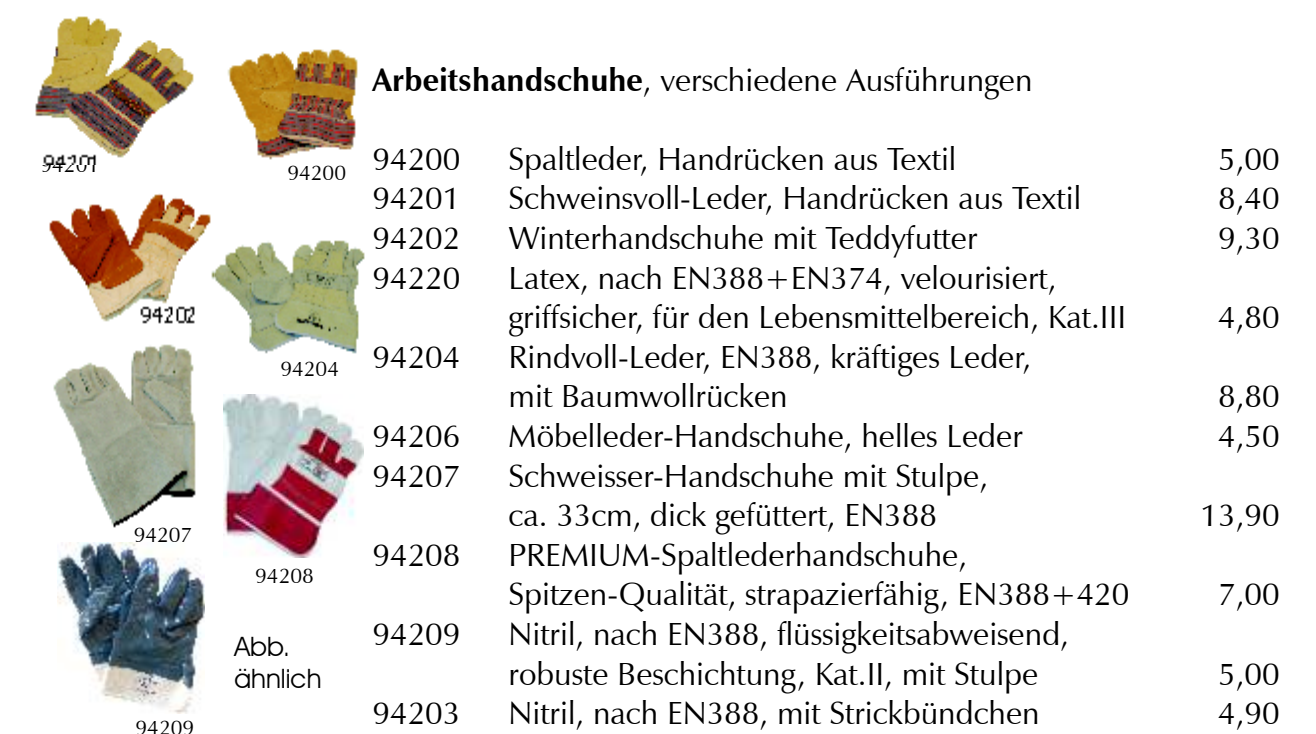 Arbeitshandschuhe, verschiedene Ausführungen
94200 Spaltleder, Handrücken aus Textil 5,00
94201 Schweinsvoll-Leder, Handrücken aus Textil 8,40
94202 Winterhandschuhe mit Teddyfutter 9,30
94220 Latex, nach EN388+EN374, velourisiert,
griffsicher, für den Lebensmittelbereich, Kat.III 4,80
94204 Rindvoll-Leder, EN388, kräftiges Leder,
mit Baumwollrücken 8,80
94206 Möbelleder-Handschuhe, helles Leder 4,50
94207 Schweisser-Handschuhe mit Stulpe,
ca. 33cm, dick gefüttert, EN388 13,90
94208 PREMIUM-Spaltlederhandschuhe,
Spitzen-Qualität, strapazierfähig, EN388+420 7,00
94209 Nitril, nach EN388, flüssigkeitsabweisend,
robuste Beschichtung, Kat.II, mit Stulpe 5,00
94203 Nitril, nach EN388, mit Strickbündchen 4,90
94201
94200
94202
94204
94207
94208
Abb.
ähnlich
94209